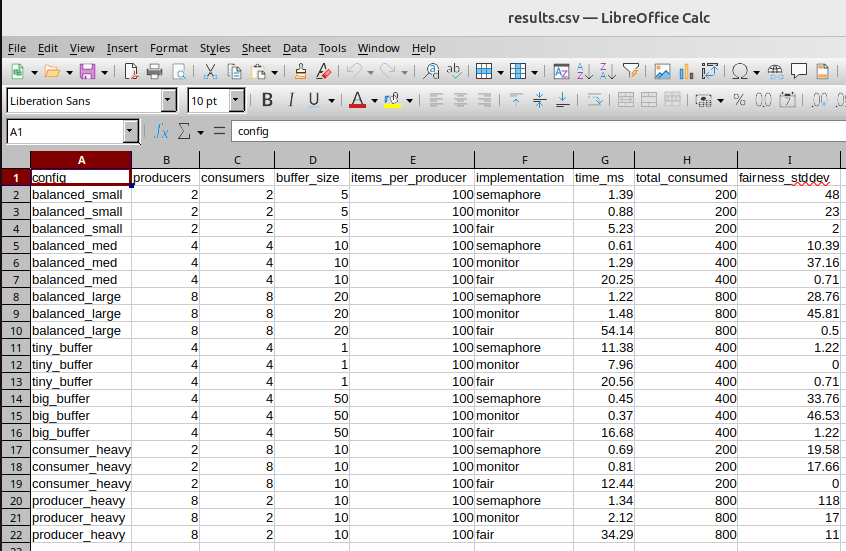 results.csv — LibreOffice Calc
File Edit View Insert Format Styles Sheet Data Tools Window Help
Liberation Sans 10 pt B I U A % 0.0 7 .00 .0
A1 fx Σ = config
A B C D E F G H I
1 config producers consumers buffer_size items_per_producer implementation time_ms total_consumed fairness_stddev
2 balanced_small 2 2 5 100 semaphore 1.39 200 48
3 balanced_small 2 2 5 100 monitor 0.88 200 23
4 balanced_small 2 2 5 100 fair 5.23 200 2
5 balanced_med 4 4 10 100 semaphore 0.61 400 10.39
6 balanced_med 4 4 10 100 monitor 1.29 400 37.16
7 balanced_med 4 4 10 100 fair 20.25 400 0.71
8 balanced_large 8 8 20 100 semaphore 1.22 800 28.76
9 balanced_large 8 8 20 100 monitor 1.48 800 45.81
10 balanced_large 8 8 20 100 fair 54.14 800 0.5
11 tiny_buffer 4 4 1 100 semaphore 11.38 400 1.22
12 tiny_buffer 4 4 1 100 monitor 7.96 400 0
13 tiny_buffer 4 4 1 100 fair 20.56 400 0.71
14 big_buffer 4 4 50 100 semaphore 0.45 400 33.76
15 big_buffer 4 4 50 100 monitor 0.37 400 46.53
16 big_buffer 4 4 50 100 fair 16.68 400 1.22
17 consumer_heavy 2 8 10 100 semaphore 0.69 200 19.58
18 consumer_heavy 2 8 10 100 monitor 0.81 200 17.66
19 consumer_heavy 2 8 10 100 fair 12.44 200 0
20 producer_heavy 8 2 10 100 semaphore 1.34 800 118
21 producer_heavy 8 2 10 100 monitor 2.12 800 17
22 producer_heavy 8 2 10 100 fair 34.29 800 11